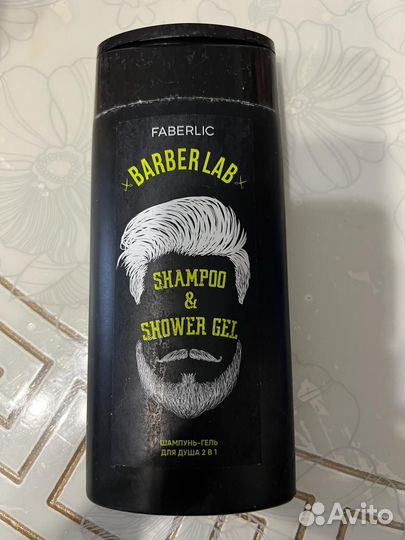 FABERLIC
BARBER LAB
SHAMPOO
&
SHOWER GEL
ШАМПУНЬ-ГЕЛЬ
ДЛЯ ДУША 2 В 1
Avito